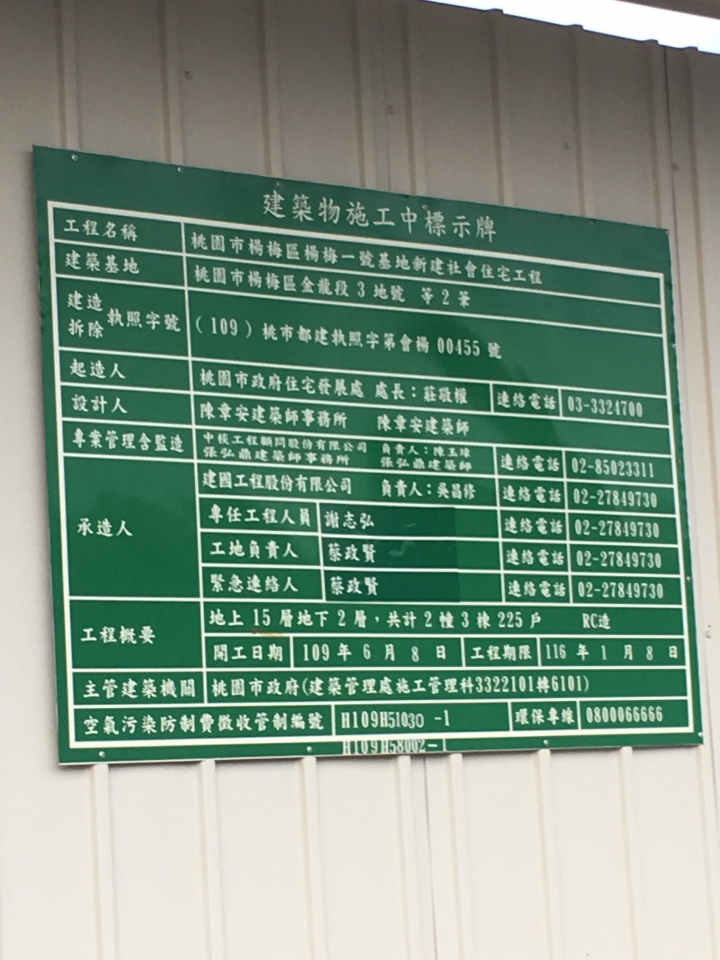 建築物施工中標示牌
工程名稱 桃園市楊梅區楊梅一號基地新建社會住宅工程
建築基地 桃園市楊梅區金龍段 3 地號 等 2 筆
建造拆除執照字號 (109) 桃市都建執照字第會楊 00455 號
起造人 桃園市政府住宅發展處 處長：莊敬權 連絡電話 03-3324700
設計人 陳章安建築師事務所 陳章安建築師
專業管理含監造 中棪工程顧問股份有限公司 負責人：陳玉璋
張弘鼎建築師事務所 張弘鼎建築師 連絡電話 02-85023311
承造人 建國工程股份有限公司 負責人：吳昌修 連絡電話 02-27849730
專任工程人員 謝志弘 連絡電話 02-27849730
工地負責人 蔡政賢 連絡電話 02-27849730
緊急連絡人 蔡政賢 連絡電話 02-27849730
工程概要 地上 15 層地下 2 層，共計 2 幢 3 棟 225 戶 RC造
開工日期 109 年 6 月 8 日 工程期限 116 年 1 月 8 日
主管建築機關 桃園市政府(建築管理處施工管理科3322101轉6101)
空氣污染防制費徵收管制編號 H109H51030 -1 環保專線 0800066666
H109H58002-1